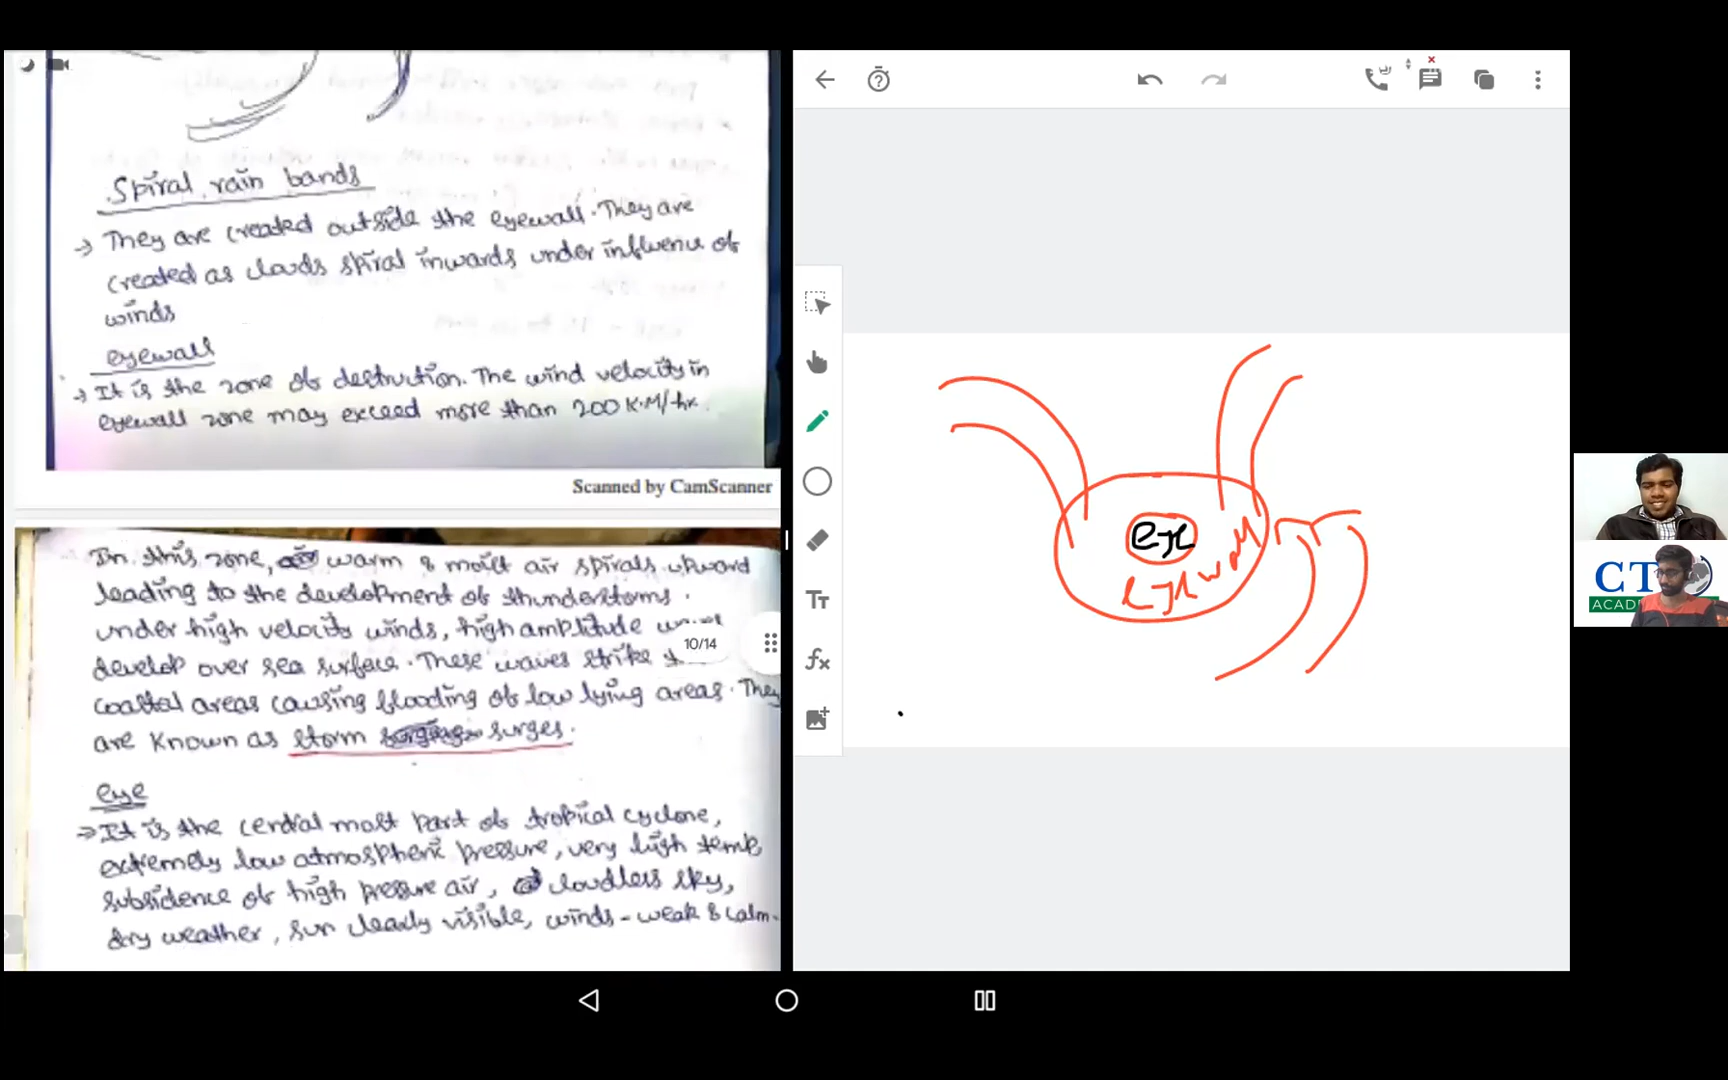 Spiral rain bands
→ They are created outside the eyewall. They are
created as clouds spiral inwards under influence of
winds
eyewall
→ It is the zone of destruction. The wind velocity in
eyewall zone may exceed more than 200 K.M/hr.
Scanned by CamScanner
In this zone, warm & moist air spirals upward
leading to the development of thunderstorms.
under high velocity winds, high amplitude
10/14
develop over sea surface. These waves strike
coastal areas causing flooding of low lying areas. They
are known as storm surges.
eye
→ It is the central most part of tropical cyclone,
extremely low atmospheric pressure, very high temp
subsidence of high pressure air, cloudless sky,
dry weather, sun clearly visible, winds - weak & calm.
eye
eye wall
TT
fx
CT
ACAD